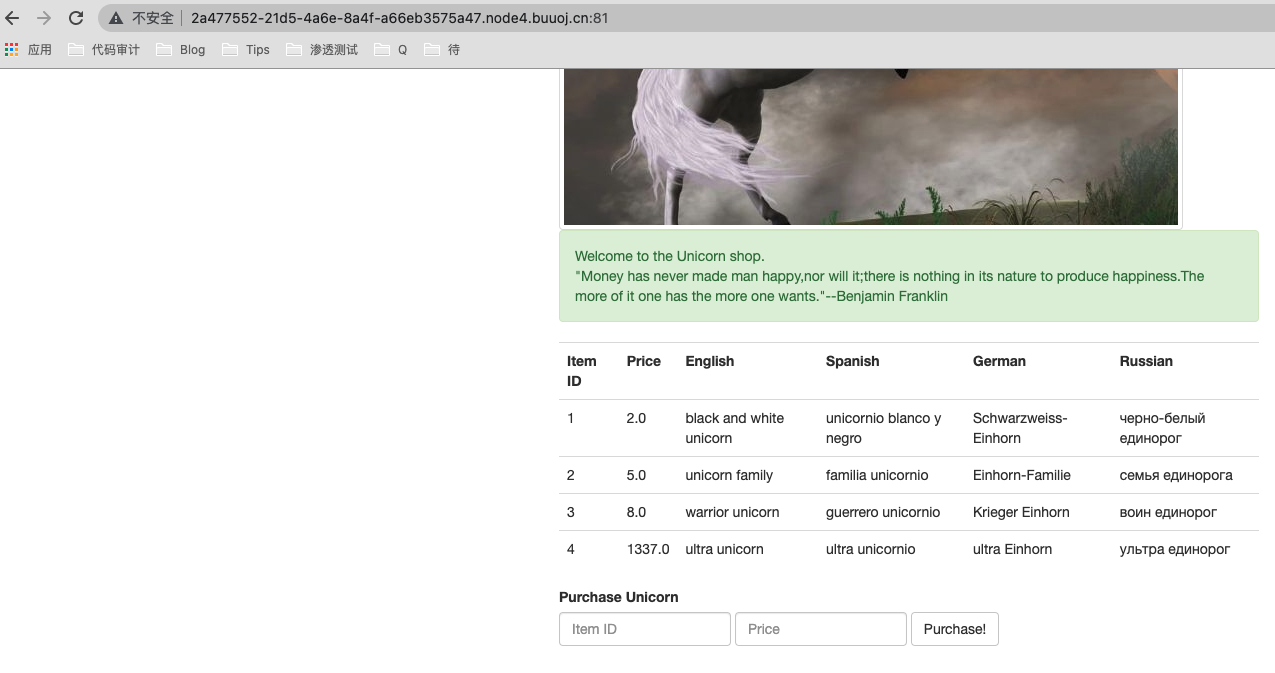 不安全 2a477552-21d5-4a6e-8a4f-a66eb3575a47.node4.buuoj.cn:81
应用 代码审计 Blog Tips 渗透测试 Q 待
Welcome to the Unicorn shop.
"Money has never made man happy,nor will it;there is nothing in its nature to produce happiness.The
more of it one has the more one wants."--Benjamin Franklin
Item ID Price English Spanish German Russian
1 2.0 black and white unicorn unicornio blanco y negro Schwarzweiss-Einhorn черно-белый единорог
2 5.0 unicorn family familia unicornio Einhorn-Familie семья единорога
3 8.0 warrior unicorn guerrero unicornio Krieger Einhorn воин единорог
4 1337.0 ultra unicorn ultra unicornio ultra Einhorn ультра единорог
Purchase Unicorn
Item ID Price Purchase!